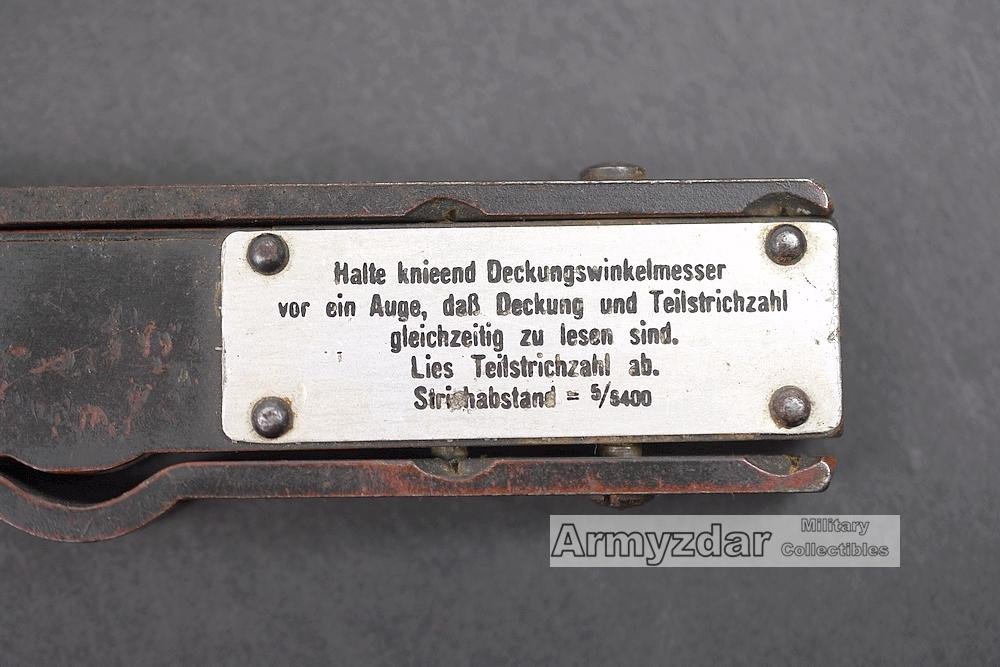 Halte knieend Deckungswinkelmesser
vor ein Auge, daß Deckung und Teilstrichzahl
gleichzeitig zu lesen sind.
Lies Teilstrichzahl ab.
Strichabstand = 5/6400
Armyzdar Military
Collectibles